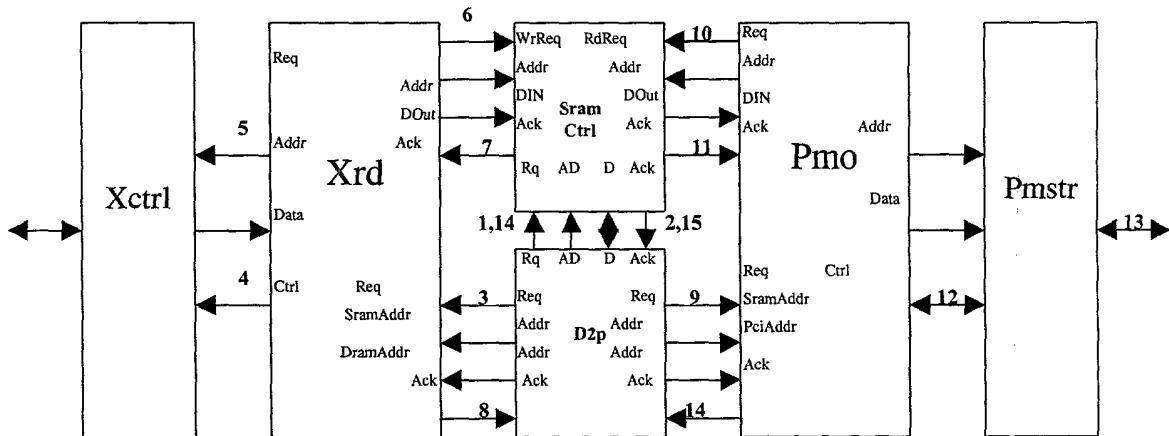 6
10
WrReq RdReq
Req
Req
Addr Addr
Addr
Addr
DIN DOut
DIN
DOut
Sram
Ctrl
Ack Ack
Ack
Addr
5
Addr
Ack
7
11
Xrd
Pmo
Rq AD D Ack
Xctrl
Pmstr
Data
Data
1,14
2,15
13
Rq AD D Ack
4
Ctrl
Req
3
Req Req
9
Req
Ctrl
SramAddr
SramAddr
12
Addr Addr
D2p
PciAddr
DramAddr
Addr Addr
Ack
Ack
Ack Ack
8
14